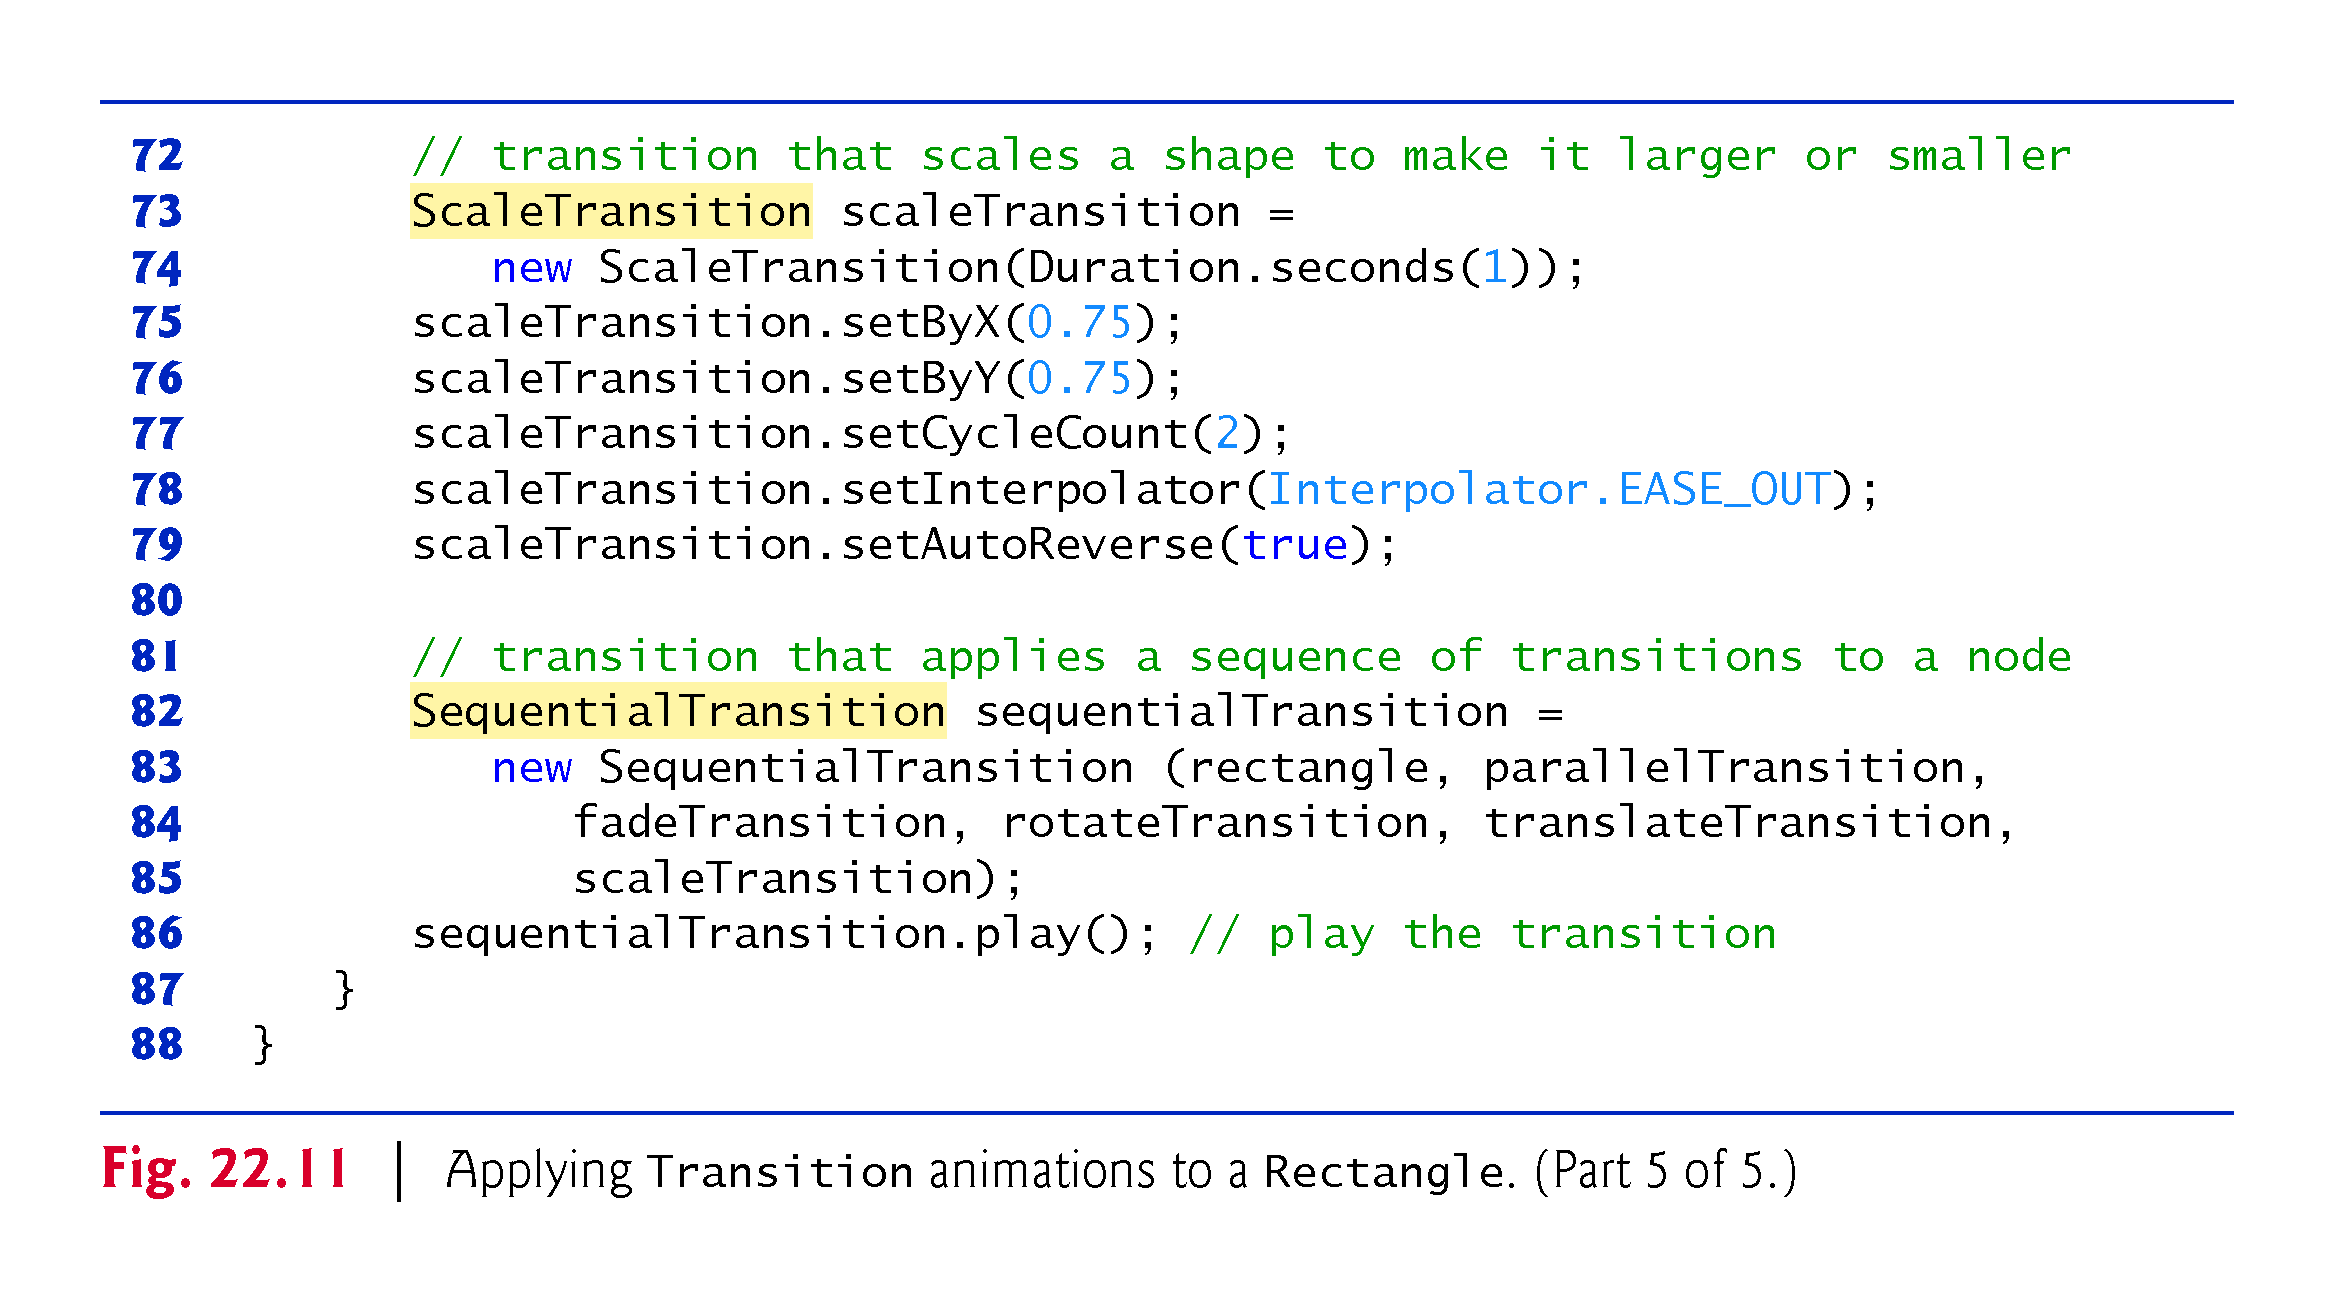 72 // transition that scales a shape to make it larger or smaller
73 ScaleTransition scaleTransition =
74 new ScaleTransition(Duration.seconds(1));
75 scaleTransition.setByX(0.75);
76 scaleTransition.setByY(0.75);
77 scaleTransition.setCycleCount(2);
78 scaleTransition.setInterpolator(Interpolator.EASE_OUT);
79 scaleTransition.setAutoReverse(true);
80
81 // transition that applies a sequence of transitions to a node
82 SequentialTransition sequentialTransition =
83 new SequentialTransition (rectangle, parallelTransition,
84 fadeTransition, rotateTransition, translateTransition,
85 scaleTransition);
86 sequentialTransition.play(); // play the transition
87 }
88 }
Fig. 22.11 | Applying Transition animations to a Rectangle. (Part 5 of 5.)